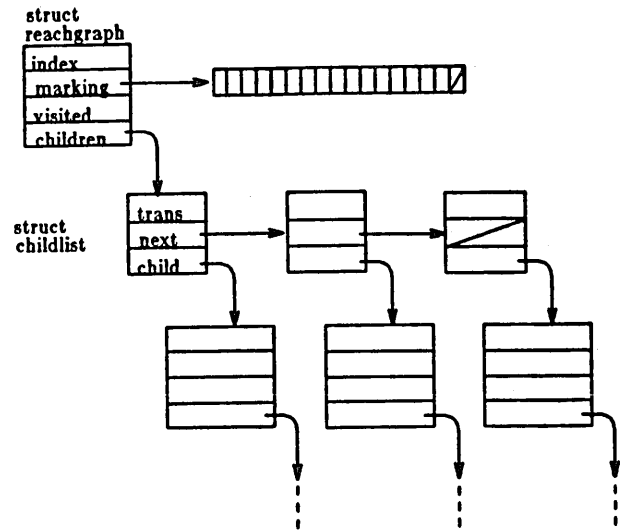 struct
reachgraph
index
marking
visited
children
struct
childlist
trans
next
child